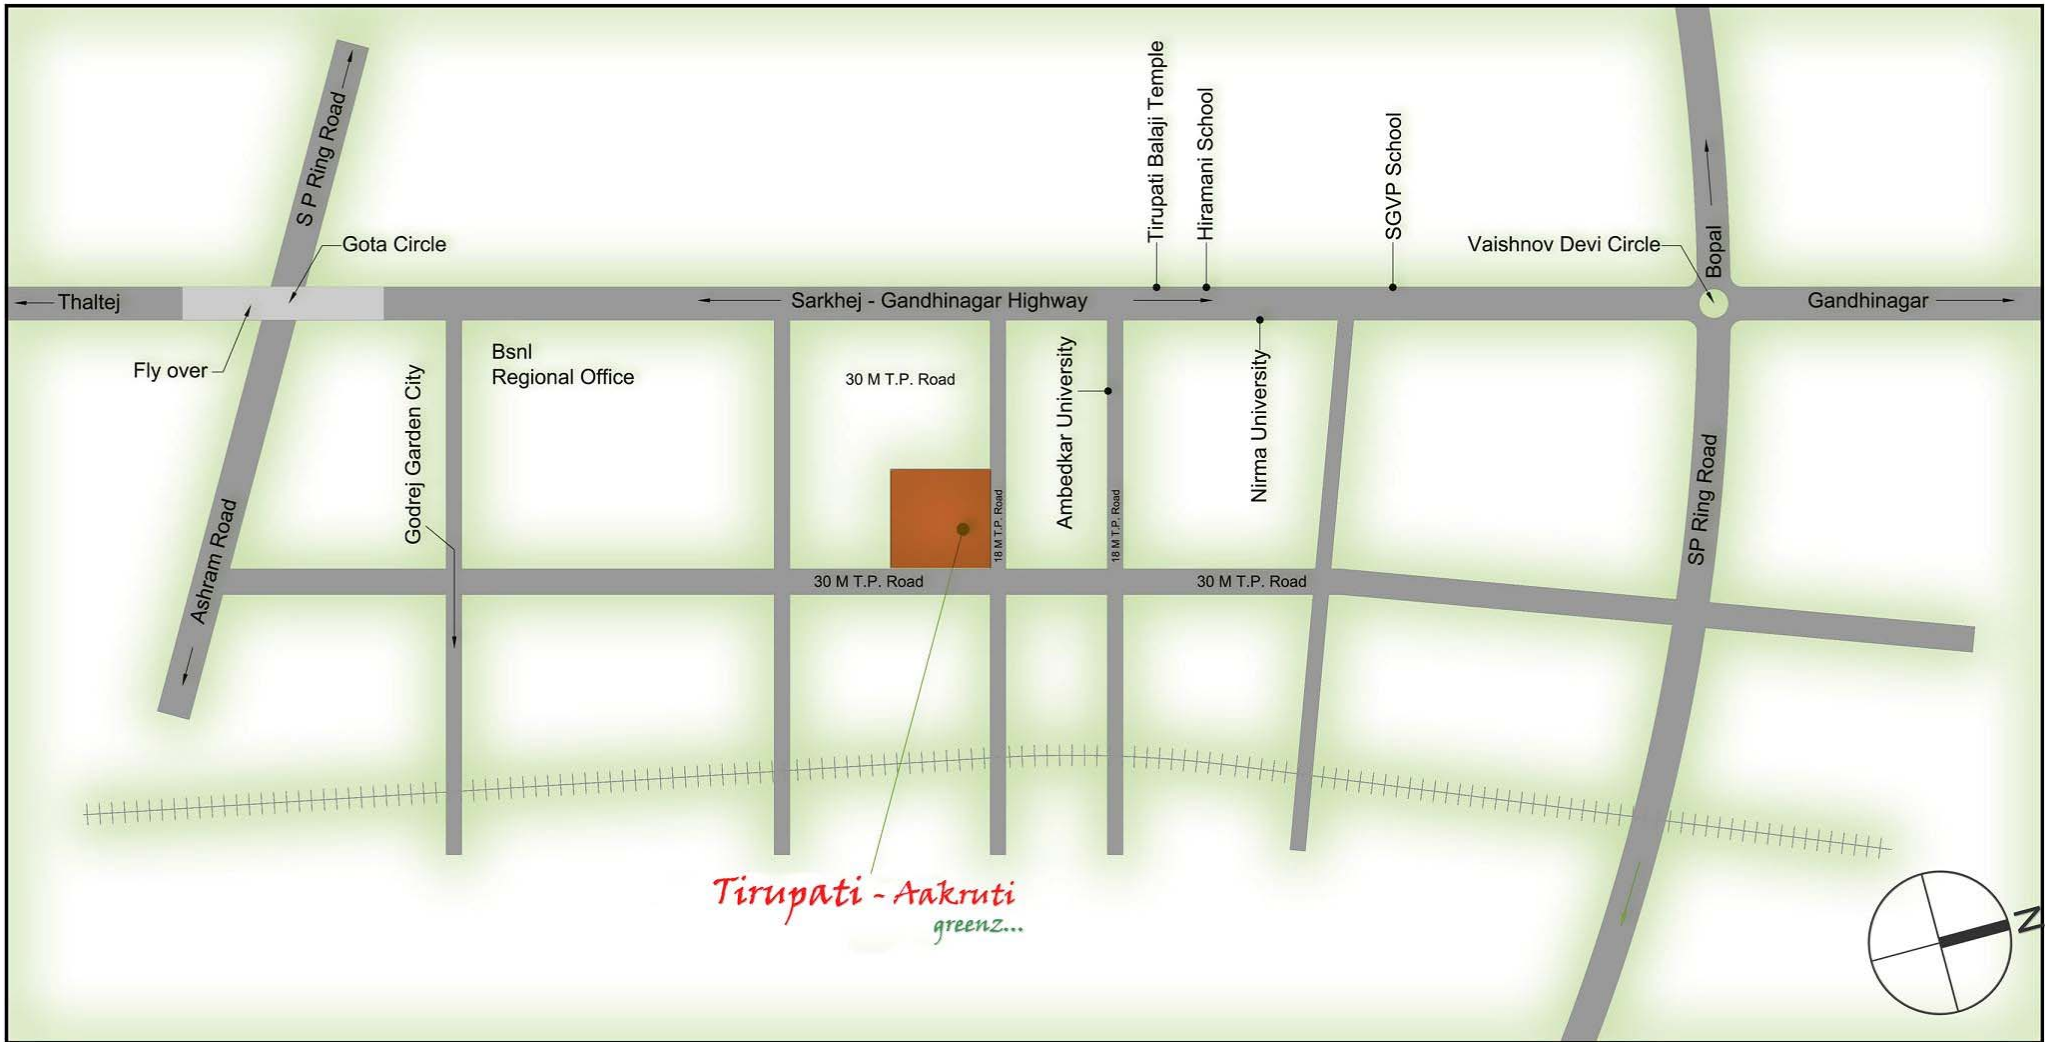 S P Ring Road
Tirupati Balaji Temple
Hiramani School
SGVP School
Gota Circle
Vaishnov Devi Circle
Bopal
Thaltej
Sarkhej - Gandhinagar Highway
Gandhinagar
Fly over
Bsnl
Regional Office
30 M T.P. Road
Godrej Garden City
Ambedkar University
Nirma University
SP Ring Road
Ashram Road
18 M T.P. Road
18 M T.P. Road
30 M T.P. Road
30 M T.P. Road
Tirupati - Aakruti
greenz...
N